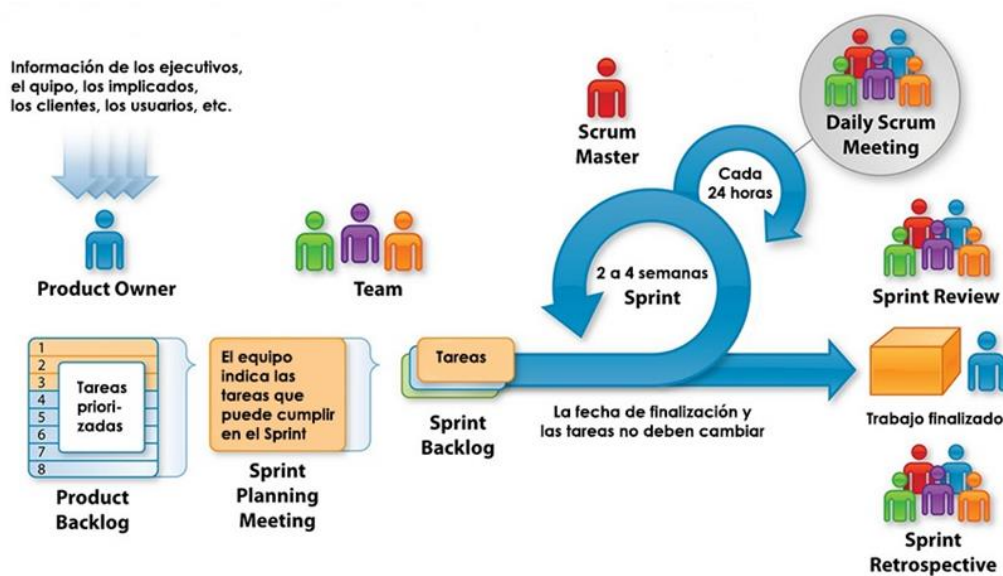 Información de los ejecutivos,
el quipo, los implicados,
los clientes, los usuarios, etc.
Product Owner
Team
Scrum
Master
Daily Scrum
Meeting
Cada
24 horas
2 a 4 semanas
Sprint
Sprint Review
1
2
3
4
5
6
7
8
Tareas
priori-
zadas
Product
Backlog
El equipo
indica las
tareas que
puede cumplir
en el Sprint
Sprint
Planning
Meeting
Tareas
Sprint
Backlog
La fecha de finalización y
las tareas no deben cambiar
Trabajo finalizado
Sprint
Retrospective